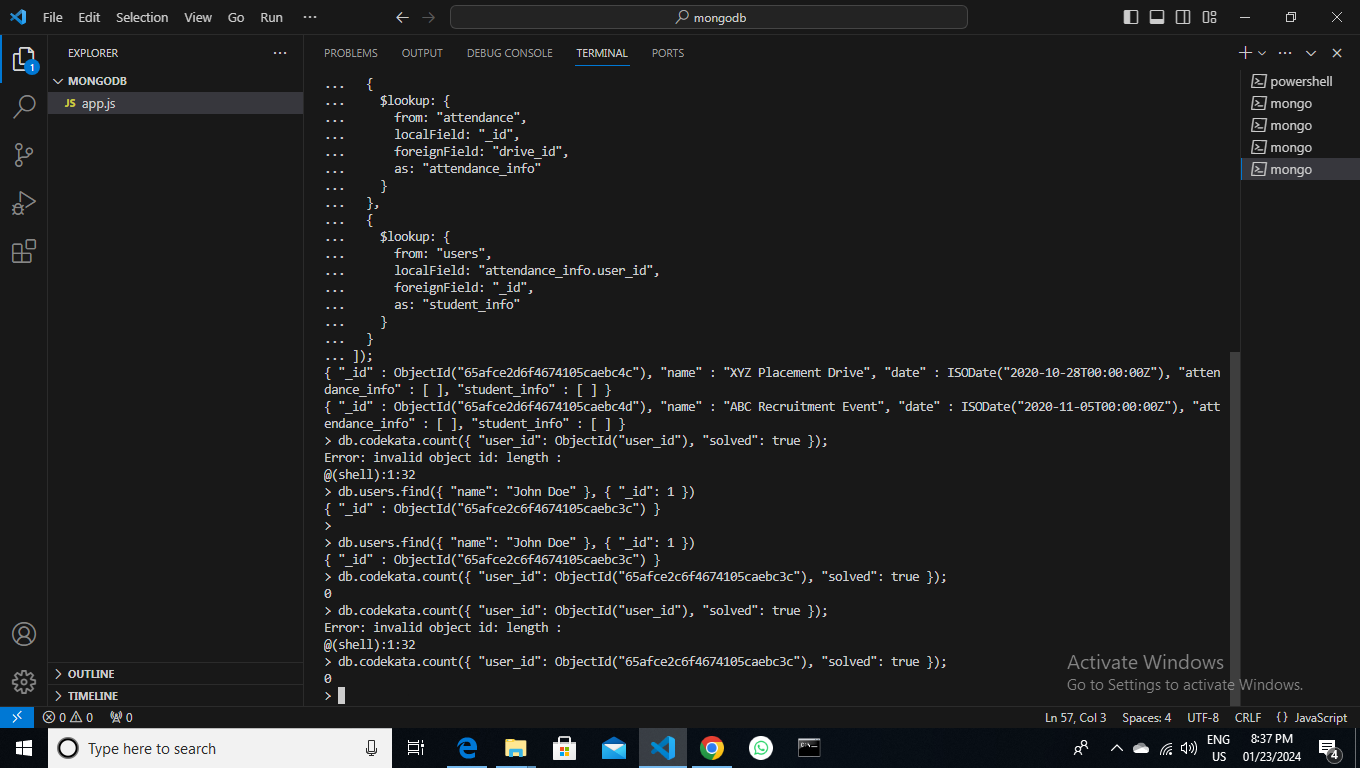 File Edit Selection View Go Run ···
mongodb
EXPLORER ···
MONGODB
JS app.js
OUTLINE
TIMELINE
1
PROBLEMS OUTPUT DEBUG CONSOLE TERMINAL PORTS
powershell
mongo
mongo
mongo
mongo
...   {
...     $lookup: {
...       from: "attendance",
...       localField: "_id",
...       foreignField: "drive_id",
...       as: "attendance_info"
...     }
...   },
...   {
...     $lookup: {
...       from: "users",
...       localField: "attendance_info.user_id",
...       foreignField: "_id",
...       as: "student_info"
...     }
...   }
... ]);
{ "_id" : ObjectId("65afce2d6f4674105caebc4c"), "name" : "XYZ Placement Drive", "date" : ISODate("2020-10-28T00:00:00Z"), "atten
dance_info" : [ ], "student_info" : [ ] }
{ "_id" : ObjectId("65afce2d6f4674105caebc4d"), "name" : "ABC Recruitment Event", "date" : ISODate("2020-11-05T00:00:00Z"), "att
endance_info" : [ ], "student_info" : [ ] }
> db.codekata.count({ "user_id": ObjectId("user_id"), "solved": true });
Error: invalid object id: length :
@(shell):1:32
> db.users.find({ "name": "John Doe" }, { "_id": 1 })
{ "_id" : ObjectId("65afce2c6f4674105caebc3c") }
>
> db.users.find({ "name": "John Doe" }, { "_id": 1 })
{ "_id" : ObjectId("65afce2c6f4674105caebc3c") }
> db.codekata.count({ "user_id": ObjectId("65afce2c6f4674105caebc3c"), "solved": true });
0
> db.codekata.count({ "user_id": ObjectId("user_id"), "solved": true });
Error: invalid object id: length :
@(shell):1:32
> db.codekata.count({ "user_id": ObjectId("65afce2c6f4674105caebc3c"), "solved": true });
0
>
Activate Windows
Go to Settings to activate Windows.
0 0 0
Ln 57, Col 3 Spaces: 4 UTF-8 CRLF {} JavaScript
Type here to search
ENG
US
8:37 PM
01/23/2024
4